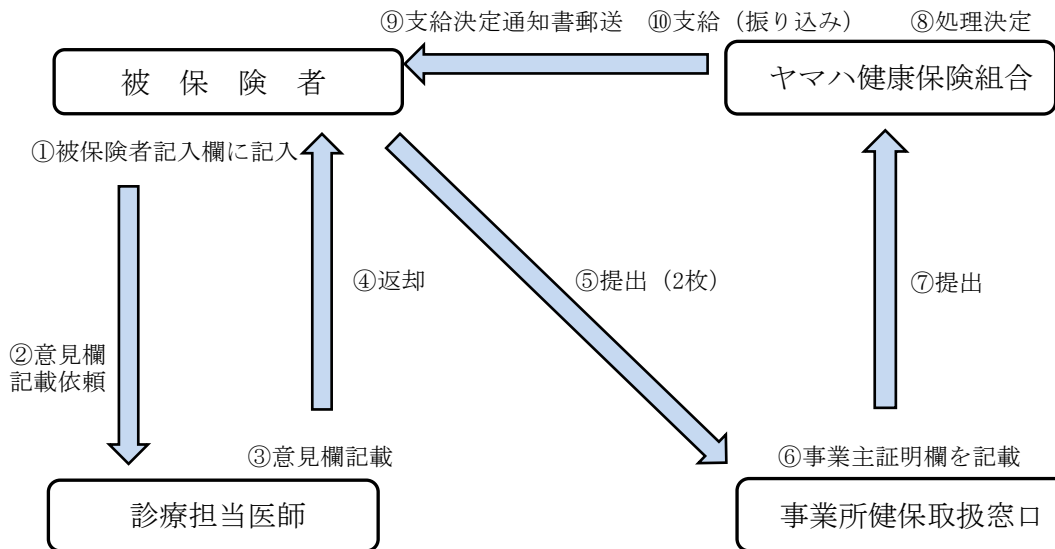 ⑨支給決定通知書郵送 ⑩支給（振り込み） ⑧処理決定
被 保 険 者
ヤマハ健康保険組合
①被保険者記入欄に記入
④返却
⑤提出（2枚）
⑦提出
②意見欄
記載依頼
③意見欄記載
⑥事業主証明欄を記載
診療担当医師
事業所健保取扱窓口